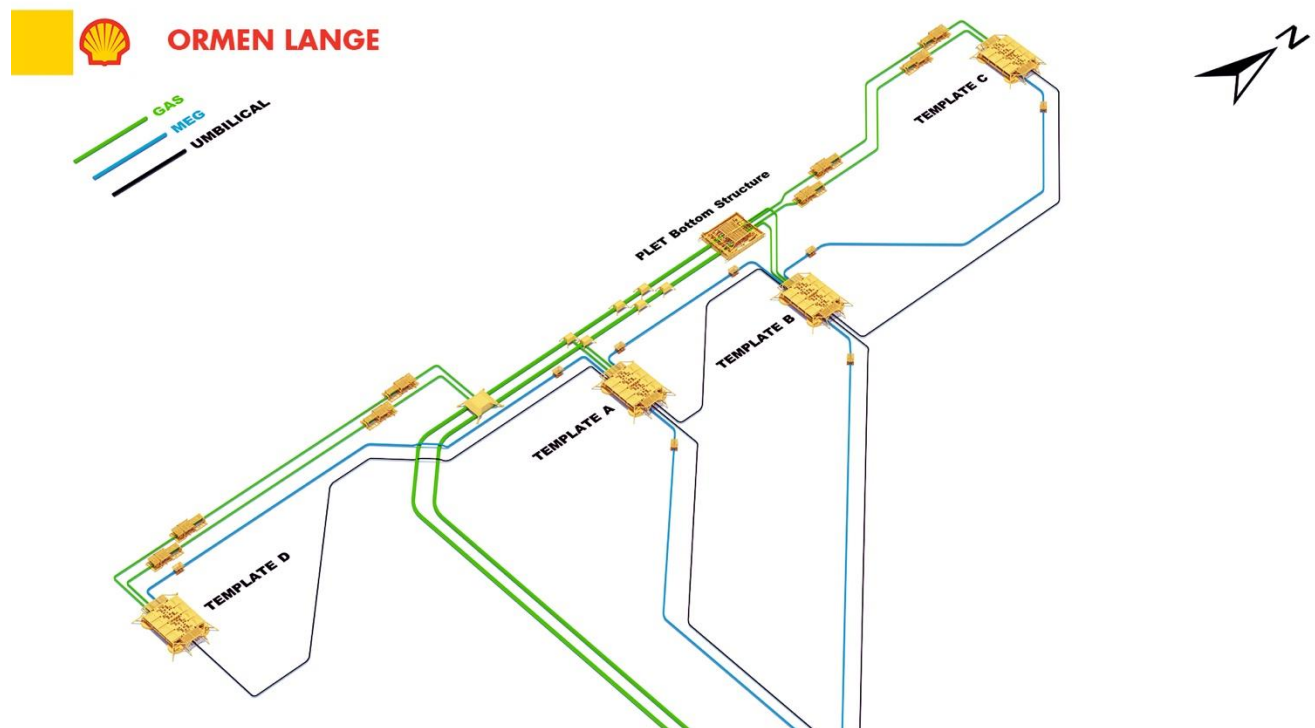 ORMEN LANGE
GAS
MEG
UMBILICAL
N
TEMPLATE C
PLET Bottom Structure
TEMPLATE B
TEMPLATE A
TEMPLATE D